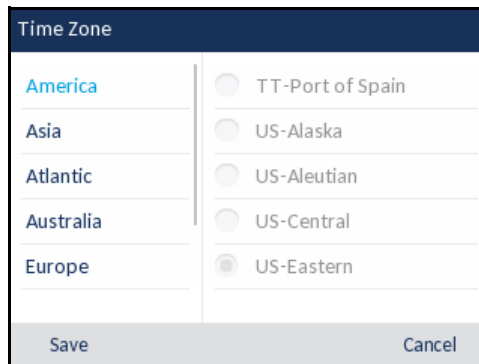 Time Zone
America
Asia
Atlantic
Australia
Europe
TT-Port of Spain
US-Alaska
US-Aleutian
US-Central
US-Eastern
Save
Cancel